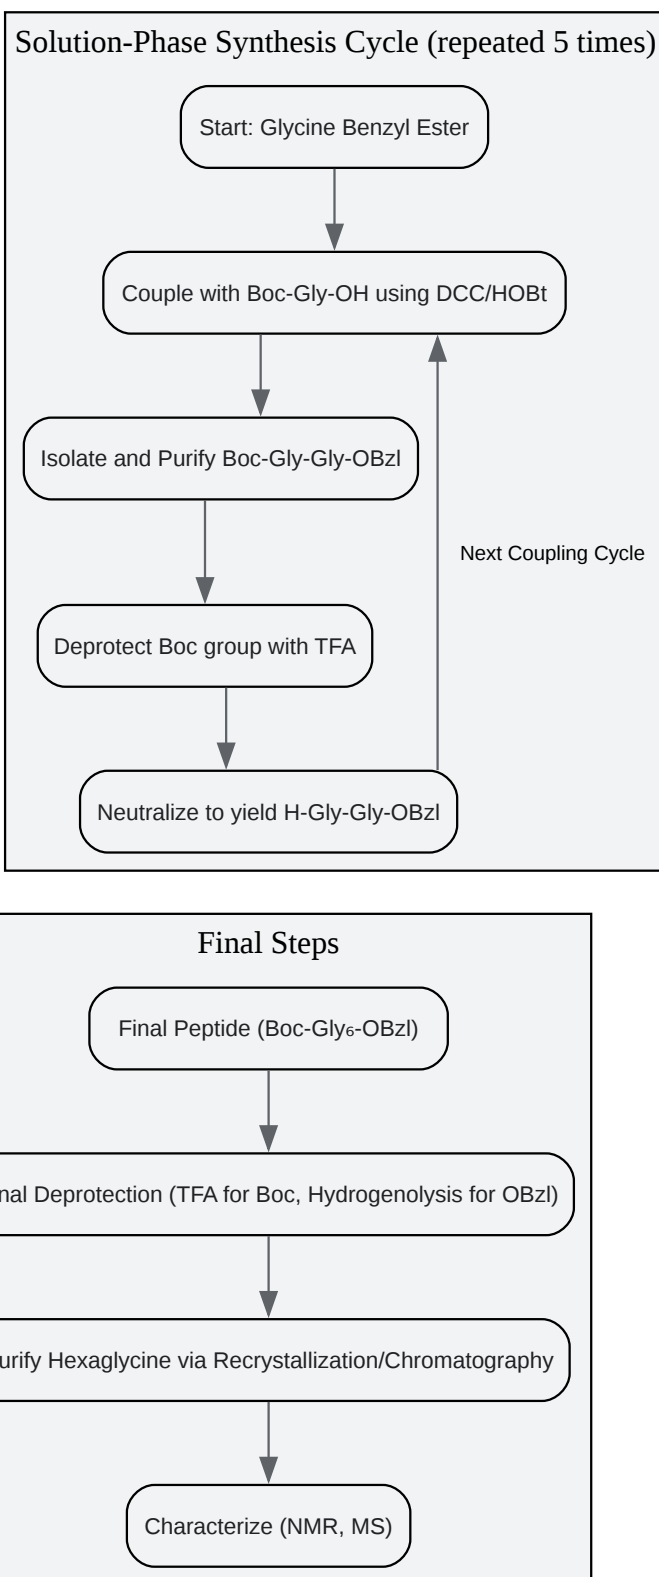 Solution-Phase Synthesis Cycle (repeated 5 times)
Start: Glycine Benzyl Ester
Couple with Boc-Gly-OH using DCC/HOBt
Isolate and Purify Boc-Gly-Gly-OBzl
Next Coupling Cycle
Deprotect Boc group with TFA
Neutralize to yield H-Gly-Gly-OBzl
Final Steps
Final Peptide (Boc-Gly₆-OBzl)
Deprotection (TFA for Boc, Hydrogenolysis for OBzl)
Hexaglycine via Recrystallization/Chromatography
Characterize (NMR, MS)